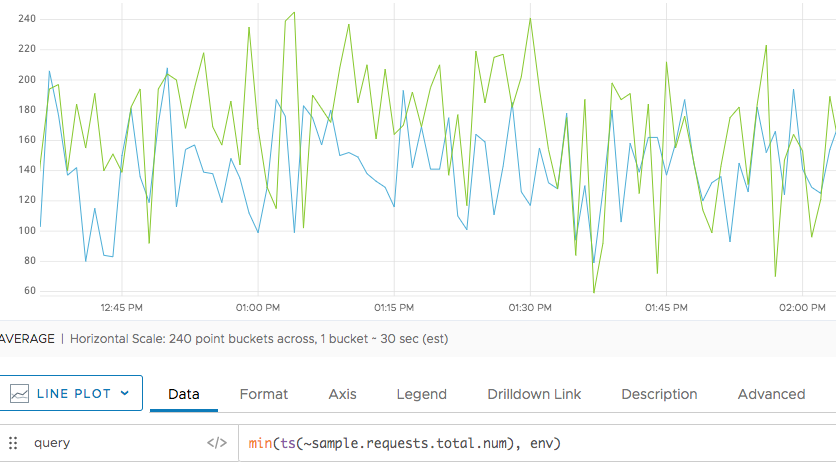 240
220
200
180
160
140
120
100
80
60
12:45 PM 01:00 PM 01:15 PM 01:30 PM 01:45 PM 02:00 PM
AVERAGE | Horizontal Scale: 240 point buckets across, 1 bucket ~ 30 sec (est)
LINE PLOT Data Format Axis Legend Drilldown Link Description Advanced
query </> min(ts(~sample.requests.total.num), env)